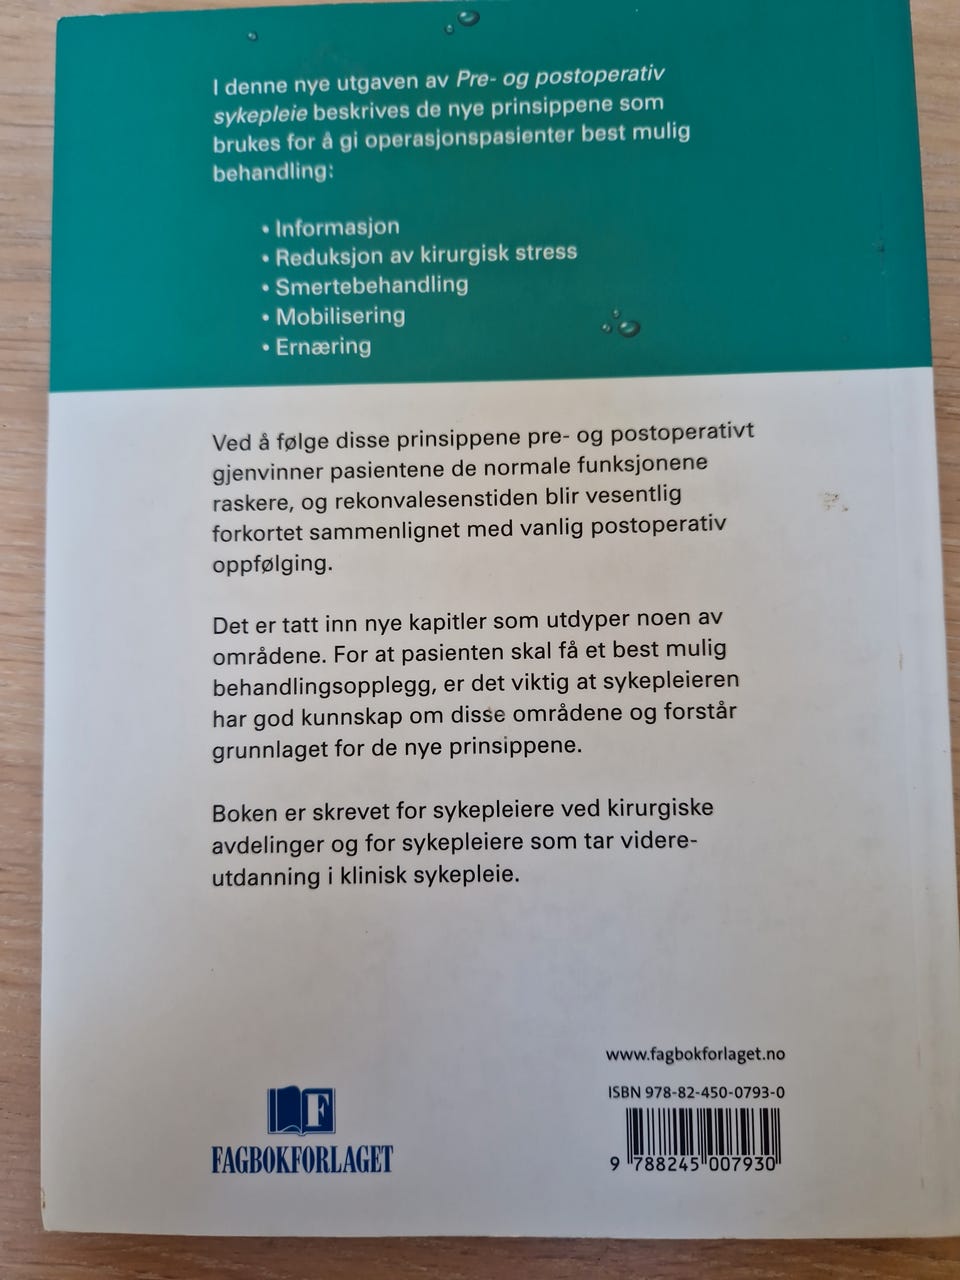 I denne nye utgaven av Pre- og postoperativ
sykepleie beskrives de nye prinsippene som
brukes for å gi operasjonspasienter best mulig
behandling:
• Informasjon
• Reduksjon av kirurgisk stress
• Smertebehandling
• Mobilisering
• Ernæring
Ved å følge disse prinsippene pre- og postoperativt
gjenvinner pasientene de normale funksjonene
raskere, og rekonvalesenstiden blir vesentlig
forkortet sammenlignet med vanlig postoperativ
oppfølging.
Det er tatt inn nye kapitler som utdyper noen av
områdene. For at pasienten skal få et best mulig
behandlingsopplegg, er det viktig at sykepleieren
har god kunnskap om disse områdene og forstår
grunnlaget for de nye prinsippene.
Boken er skrevet for sykepleiere ved kirurgiske
avdelinger og for sykepleiere som tar videre-
utdanning i klinisk sykepleie.
www.fagbokforlaget.no
ISBN 978-82-450-0793-0
9 788245 007930
F
FAGBOKFORLAGET